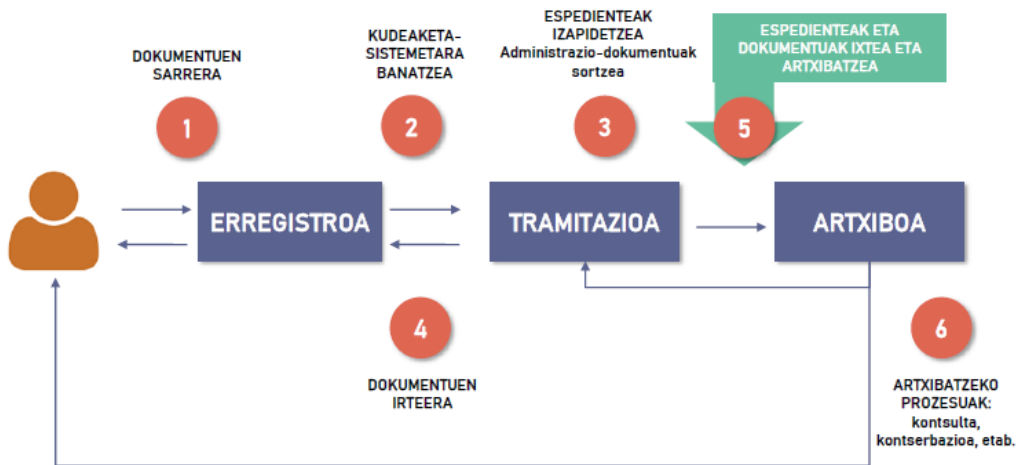 DOKUMENTUEN
SARRERA
1
KUDEAKETA-
SISTEMETARA
BANATZEA
2
ESPEDIENTEAK
IZAPIDETZEA
Administrazio-dokumentuak
sortzea
3
ESPEDIENTEAK ETA
DOKUMENTUAK IXTEA ETA
ARTXIBATZEA
5
ERREGISTROA
TRAMITAZIOA
ARTXIBOA
4
DOKUMENTUEN
IRTEERA
6
ARTXIBATZEKO
PROZESUAK:
kontsulta,
kontserbazioa, etab.